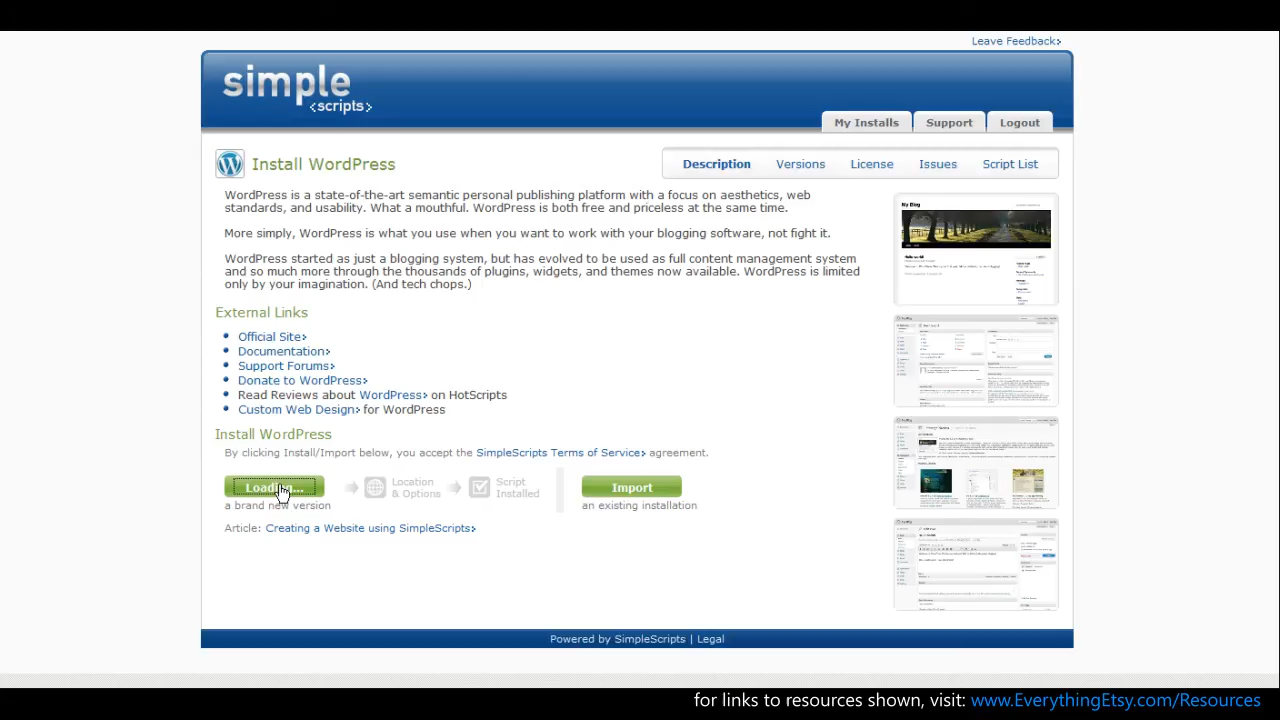 Leave Feedback›
simple
<scripts>
My Installs
Support
Logout
Install WordPress
Description
Versions
License
Issues
Script List
WordPress is a state-of-the-art semantic personal publishing platform with a focus on aesthetics, web
standards, and usability. What a mouthful. WordPress is both free and priceless at the same time.
More simply, WordPress is what you use when you want to work with your blogging software, not fight it.
WordPress started as just a blogging system, but has evolved to be used as full content management system
and so much more through the thousands of plugins, widgets, and themes now available. WordPress is limited
only by your imagination. (And tech chops.)
External Links
Official Site›
Documentation›
Support Forums›
Donate to WordPress›
Read more about WordPress› on HotScripts
Custom Web Design› for WordPress
Install WordPress
By install or import below, you accept the SimpleScripts Terms of Service› agreement.
Loading...
Location
& Options
Script
Installed
Import
a brand new version
an existing installation
Article: Creating a Website using SimpleScripts›
My Blog
Powered by SimpleScripts | Legal
for links to resources shown, visit: www.EverythingEtsy.com/Resources